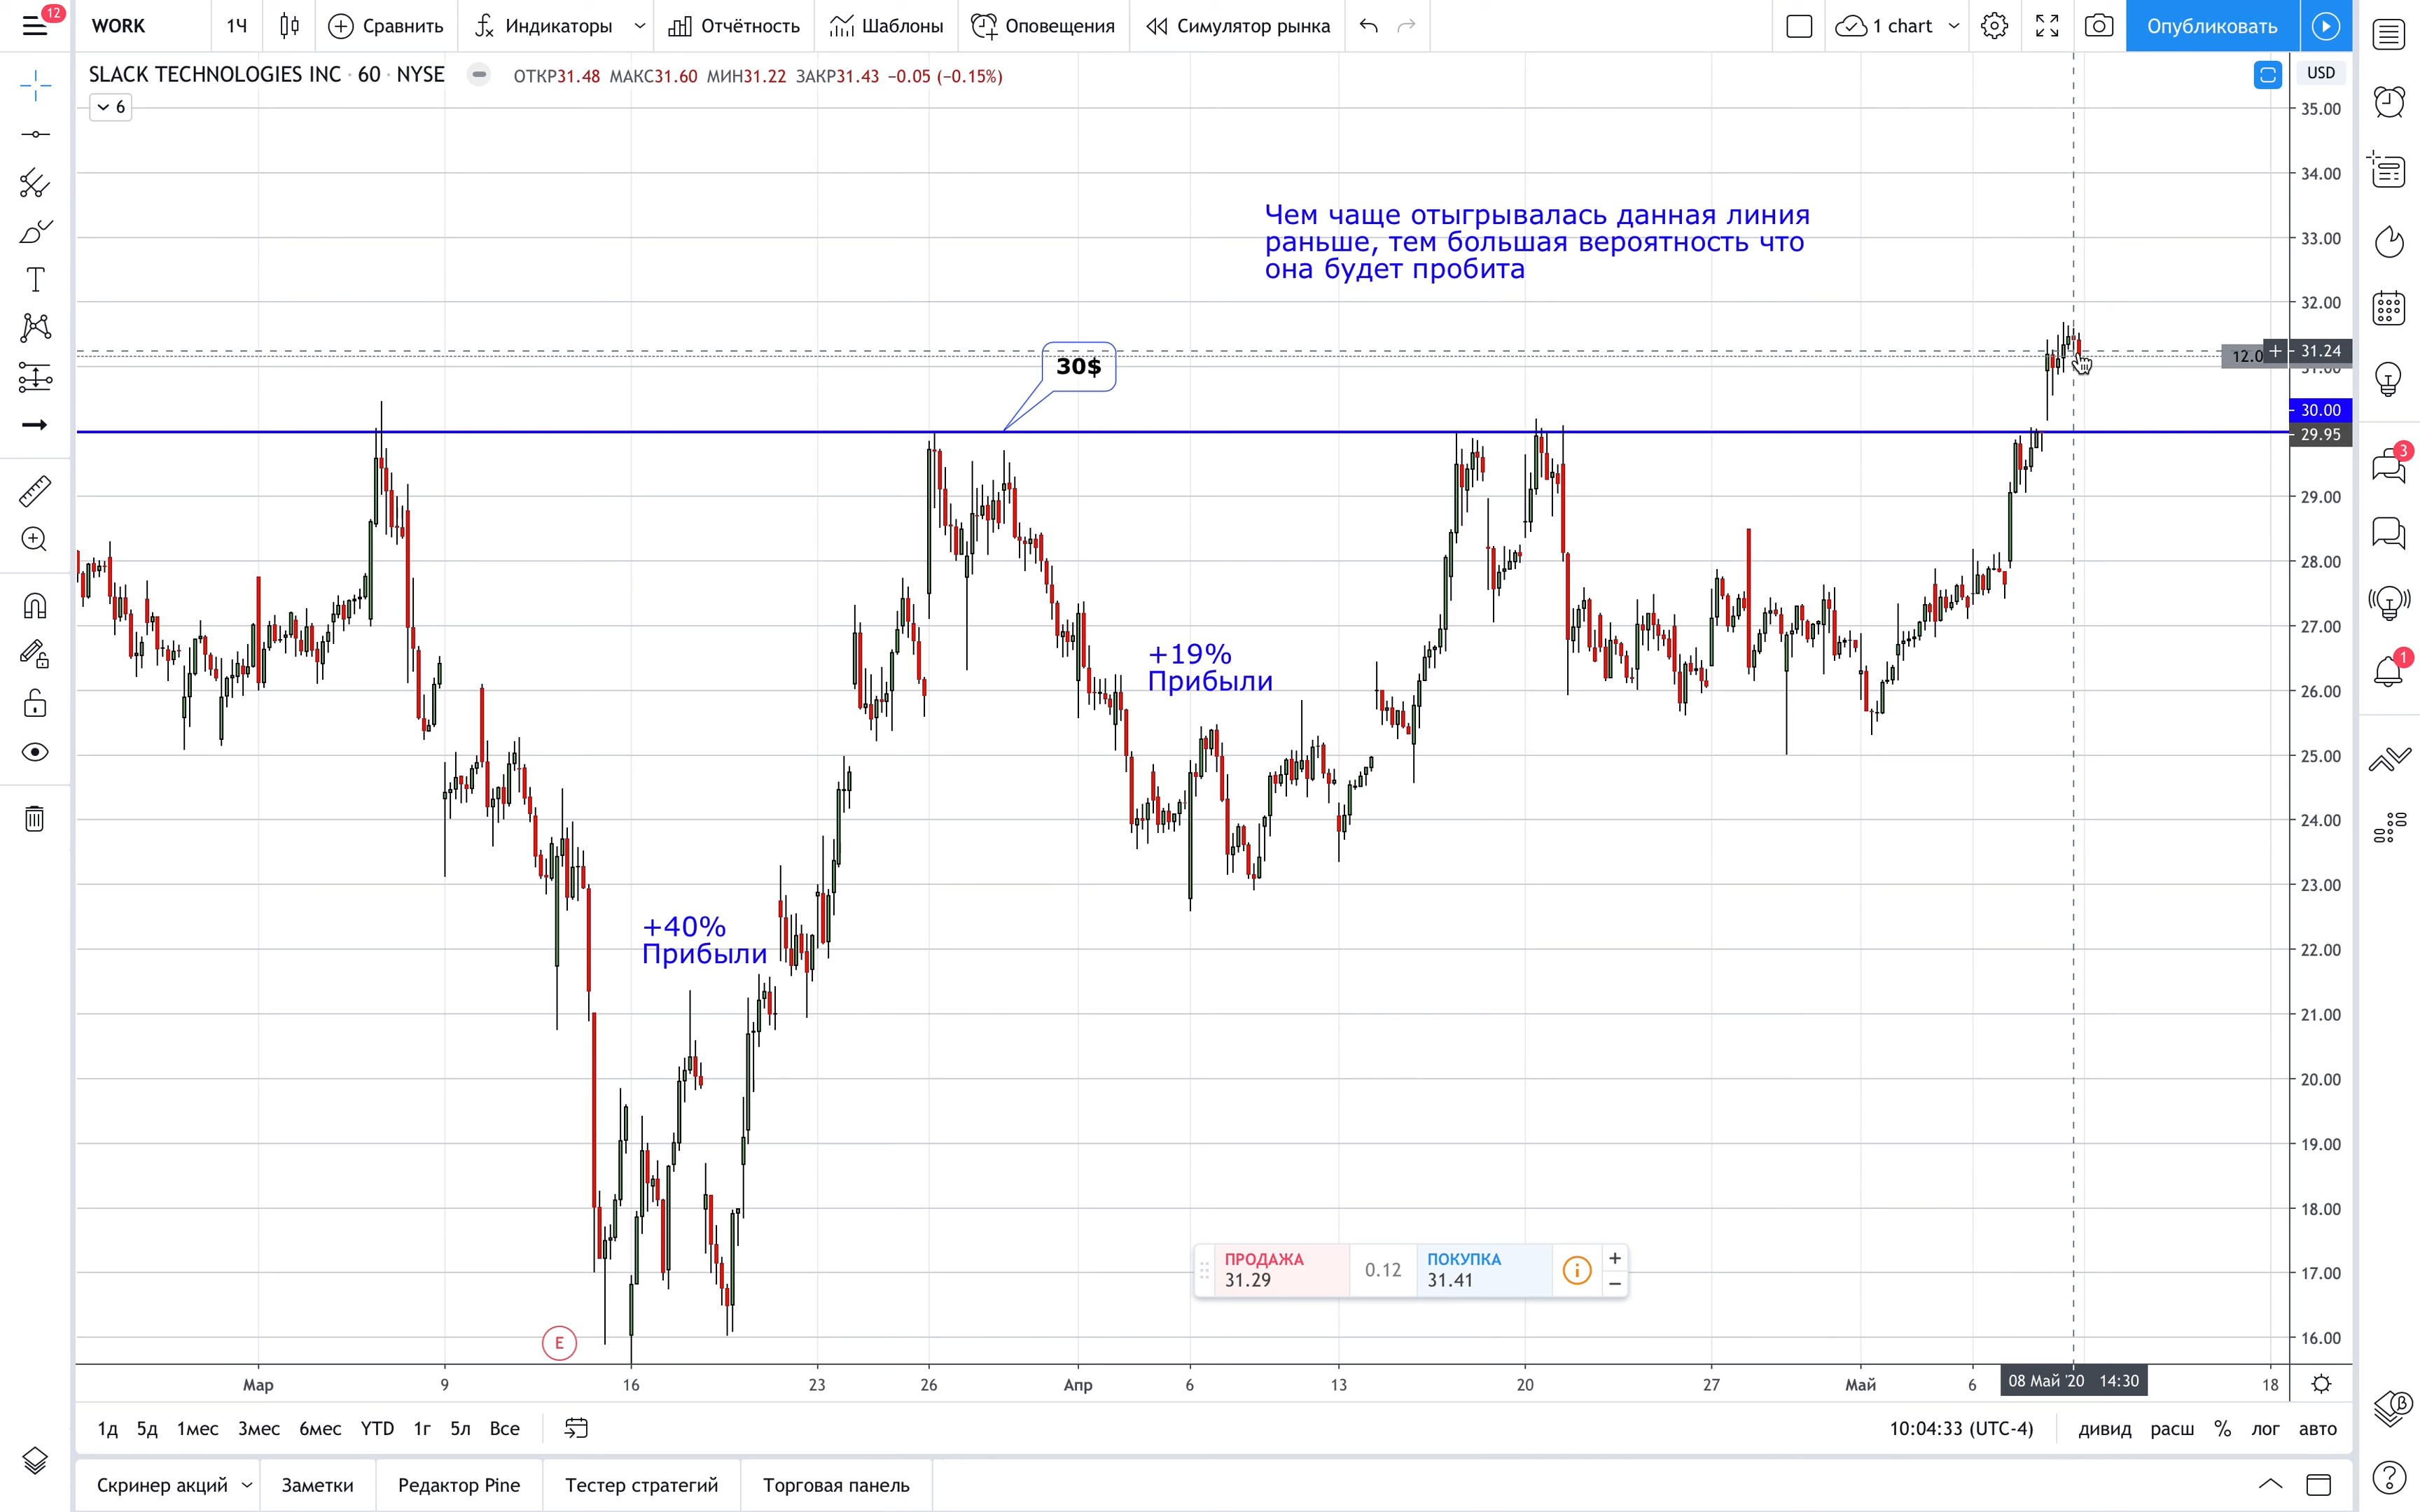 12
WORK
1Ч
Сравнить
Индикаторы
Отчётность
Шаблоны
Оповещения
Симулятор рынка
1 chart
Опубликовать
SLACK TECHNOLOGIES INC · 60 · NYSE
ОТКР31.48 МАКС31.60 МИН31.22 ЗАКР31.43 −0.05 (−0.15%)
USD
6
35.00
34.00
Чем чаще отыгрывалась данная линия
раньше, тем большая вероятность что
она будет пробита
33.00
32.00
30$
12.0
31.24
31.00
30.00
29.95
3
29.00
28.00
27.00
+19%
Прибыли
1
26.00
25.00
24.00
23.00
+40%
Прибыли
22.00
21.00
20.00
19.00
18.00
ПРОДАЖА
31.29
0.12
ПОКУПКА
31.41
17.00
16.00
E
Мар
9
16
23
26
Апр
6
13
20
27
Май
6
08 Май '20 14:30
18
1д 5д 1мес 3мес 6мес YTD 1г 5л Все
10:04:33 (UTC-4)
дивид расш % лог авто
Скринер акций
Заметки
Редактор Pine
Тестер стратегий
Торговая панель